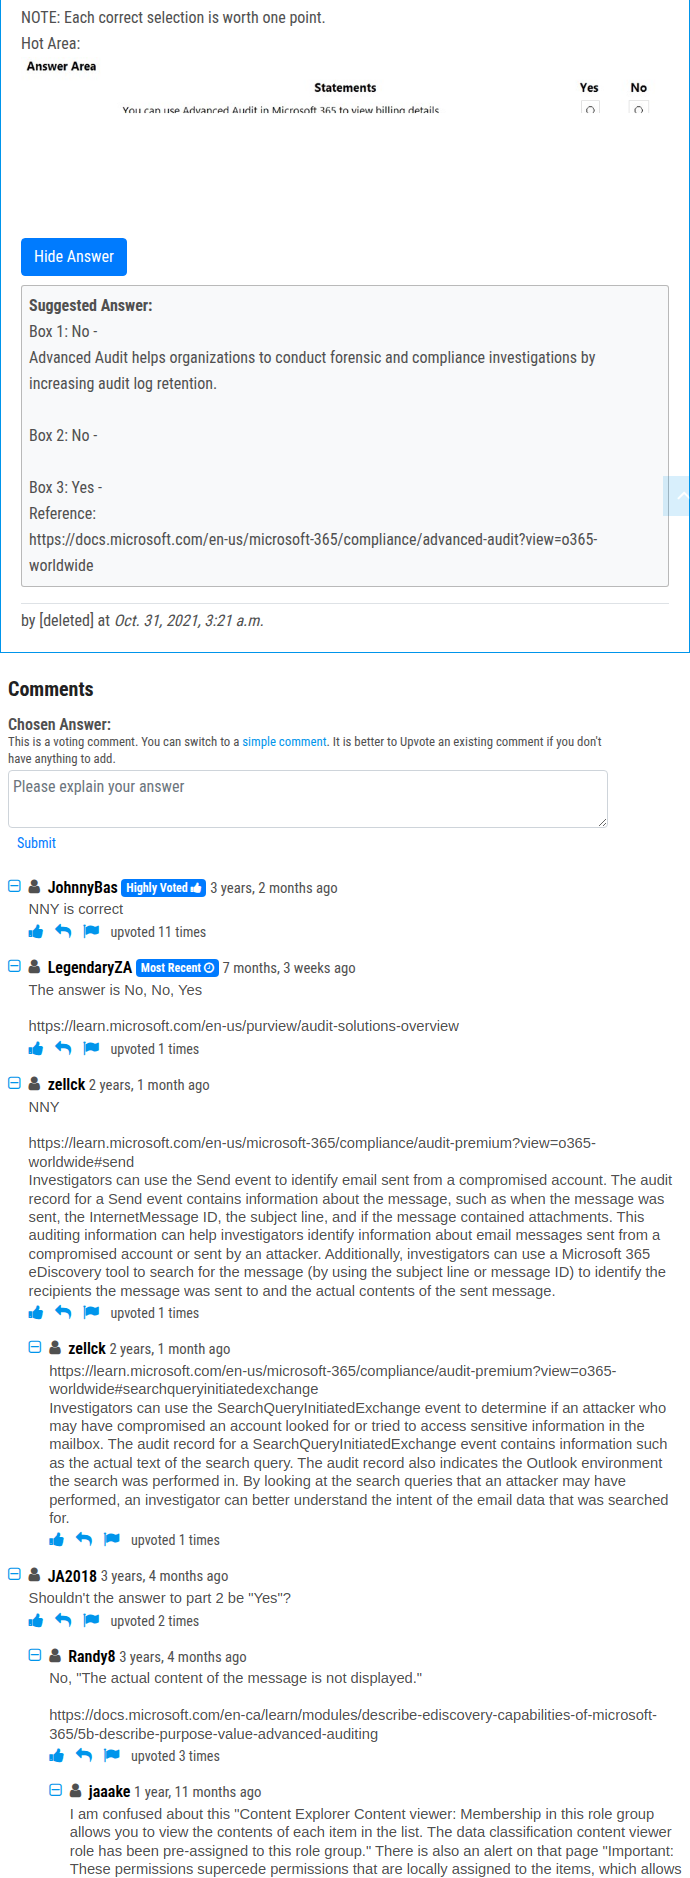 NOTE: Each correct selection is worth one point.
Hot Area:
Answer Area
Statements Yes No
You can use Advanced Audit in Microsoft 365 to view billing details
Hide Answer
Suggested Answer:
Box 1: No -
Advanced Audit helps organizations to conduct forensic and compliance investigations by
increasing audit log retention.
Box 2: No -
Box 3: Yes -
Reference:
https://docs.microsoft.com/en-us/microsoft-365/compliance/advanced-audit?view=o365-
worldwide
by [deleted] at Oct. 31, 2021, 3:21 a.m.
Comments
Chosen Answer:
This is a voting comment. You can switch to a simple comment. It is better to Upvote an existing comment if you don't
have anything to add.
Please explain your answer
Submit
JohnnyBas Highly Voted 3 years, 2 months ago
NNY is correct
upvoted 11 times
LegendaryZA Most Recent 7 months, 3 weeks ago
The answer is No, No, Yes
https://learn.microsoft.com/en-us/purview/audit-solutions-overview
upvoted 1 times
zellck 2 years, 1 month ago
NNY
https://learn.microsoft.com/en-us/microsoft-365/compliance/audit-premium?view=o365-
worldwide#send
Investigators can use the Send event to identify email sent from a compromised account. The audit
record for a Send event contains information about the message, such as when the message was
sent, the InternetMessage ID, the subject line, and if the message contained attachments. This
auditing information can help investigators identify information about email messages sent from a
compromised account or sent by an attacker. Additionally, investigators can use a Microsoft 365
eDiscovery tool to search for the message (by using the subject line or message ID) to identify the
recipients the message was sent to and the actual contents of the sent message.
upvoted 1 times
zellck 2 years, 1 month ago
https://learn.microsoft.com/en-us/microsoft-365/compliance/audit-premium?view=o365-
worldwide#searchqueryinitiatedexchange
Investigators can use the SearchQueryInitiatedExchange event to determine if an attacker who
may have compromised an account looked for or tried to access sensitive information in the
mailbox. The audit record for a SearchQueryInitiatedExchange event contains information such
as the actual text of the search query. The audit record also indicates the Outlook environment
the search was performed in. By looking at the search queries that an attacker may have
performed, an investigator can better understand the intent of the email data that was searched
for.
upvoted 1 times
JA2018 3 years, 4 months ago
Shouldn't the answer to part 2 be "Yes"?
upvoted 2 times
Randy8 3 years, 4 months ago
No, "The actual content of the message is not displayed."
https://docs.microsoft.com/en-ca/learn/modules/describe-ediscovery-capabilities-of-microsoft-
365/5b-describe-purpose-value-advanced-auditing
upvoted 3 times
jaaake 1 year, 11 months ago
I am confused about this "Content Explorer Content viewer: Membership in this role group
allows you to view the contents of each item in the list. The data classification content viewer
role has been pre-assigned to this role group." There is also an alert on that page "Important:
These permissions supercede permissions that are locally assigned to the items, which allows